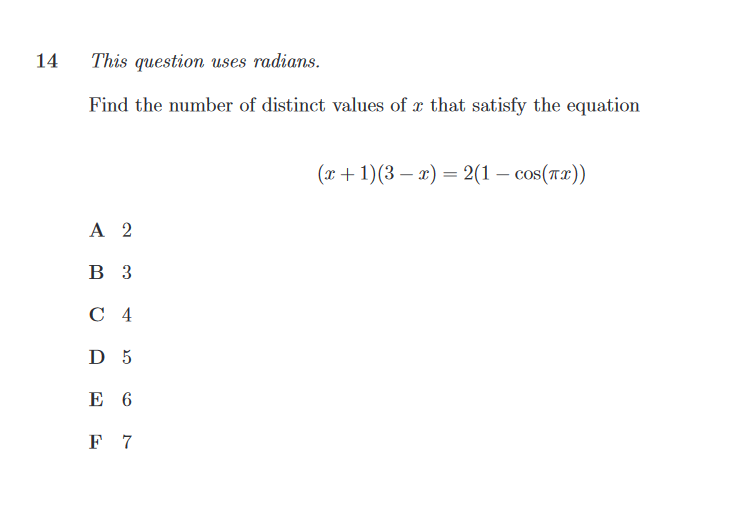 14 This question uses radians.
Find the number of distinct values of x that satisfy the equation
(x + 1)(3 − x) = 2(1 − cos(πx))
A 2
B 3
C 4
D 5
E 6
F 7